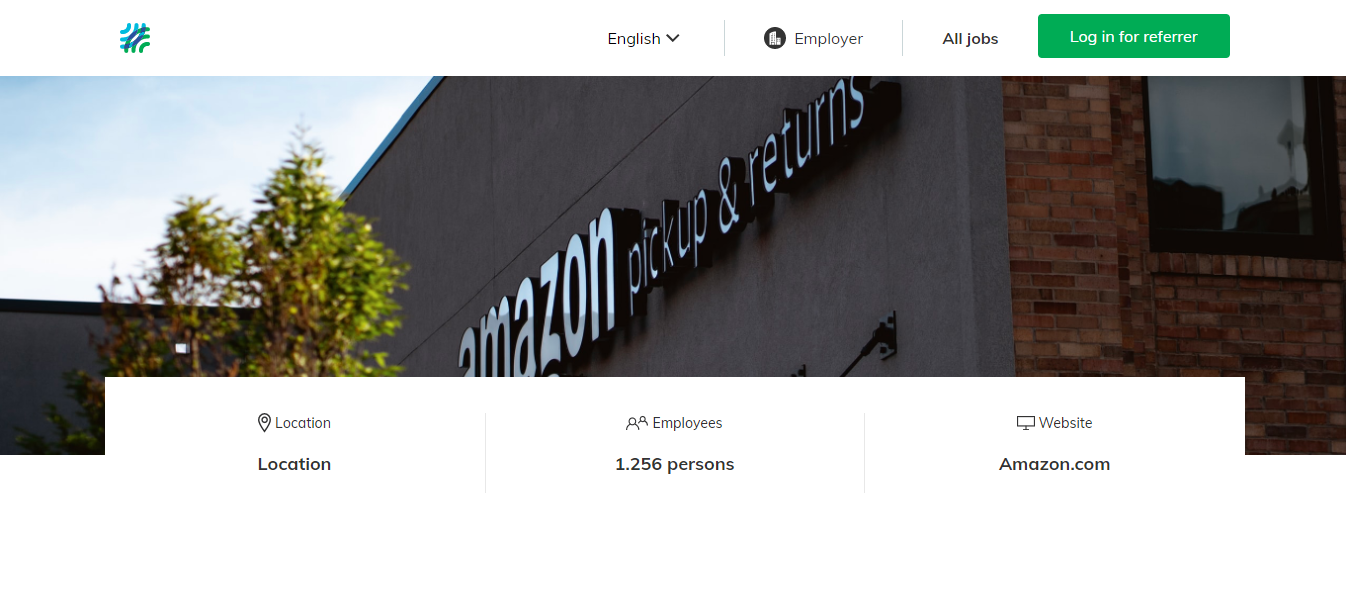 English
Employer
All jobs
Log in for referrer
amazon pickup & returns
Location
Employees
Website
Location
1.256 persons
Amazon.com